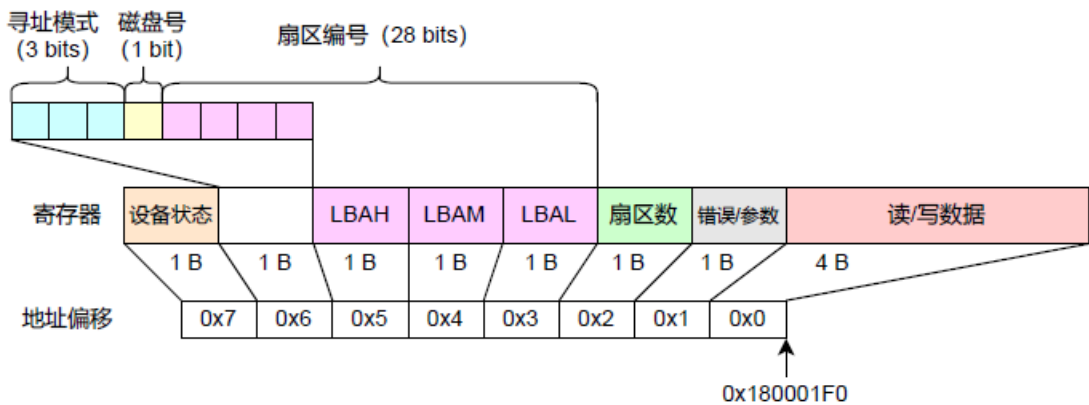 寻址模式
(3 bits)
磁盘号
(1 bit)
扇区编号 (28 bits)
寄存器
设备状态
LBAH
LBAM
LBAL
扇区数
错误/参数
读/写数据
1 B
1 B
1 B
1 B
1 B
1 B
1 B
4 B
地址偏移
0x7
0x6
0x5
0x4
0x3
0x2
0x1
0x0
0x180001F0